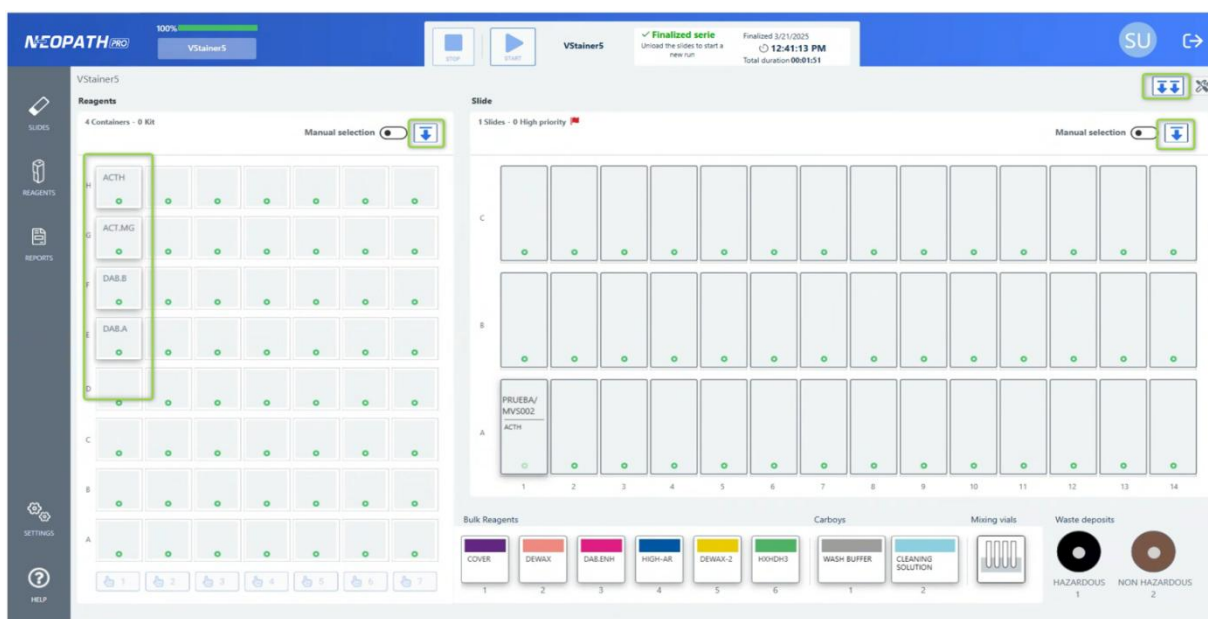 NEOPATH PRO
100%
VStainer5
STOP
START
VStainer5
✓ Finalized serie
Unload the slides to start a
new run
Finalized 3/21/2025
12:41:13 PM
Total duration 00:01:51
SU
SLIDES
REAGENTS
REPORTS
SETTINGS
HELP
VStainer5
Reagents
4 Containers - 0 Kit
Manual selection
H
ACTH
G
ACT.MG
F
DAB.B
E
DAB.A
D
C
B
A
1 2 3 4 5 6 7
Slide
1 Slides - 0 High priority
Manual selection
C
B
A
PRUEBA/
MVS002
ACTH
1 2 3 4 5 6 7 8 9 10 11 12 13 14
Bulk Reagents
COVER
DEWAX
DAB.ENH
HIGH-AR
DEWAX-2
HXHDH3
1 2 3 4 5 6
Carboys
WASH BUFFER
CLEANING
SOLUTION
1 2
Mixing vials
Waste deposits
HAZARDOUS
1
NON HAZARDOUS
2